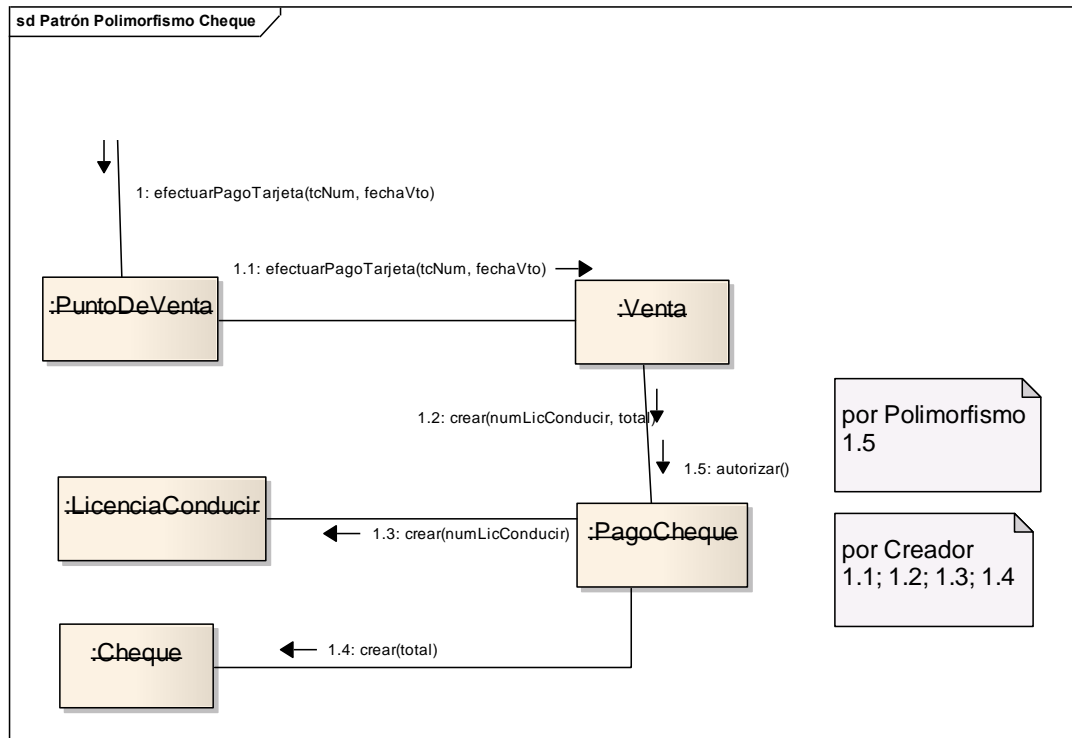 sd Patrón Polimorfismo Cheque
1: efectuarPagoTarjeta(tcNum, fechaVto)
1.1: efectuarPagoTarjeta(tcNum, fechaVto)
:PuntoDeVenta
:Venta
1.2: crear(numLicConducir, total)
por Polimorfismo
1.5
1.5: autorizar()
:LicenciaConducir
:PagoCheque
1.3: crear(numLicConducir)
por Creador
1.1; 1.2; 1.3; 1.4
:Cheque
1.4: crear(total)